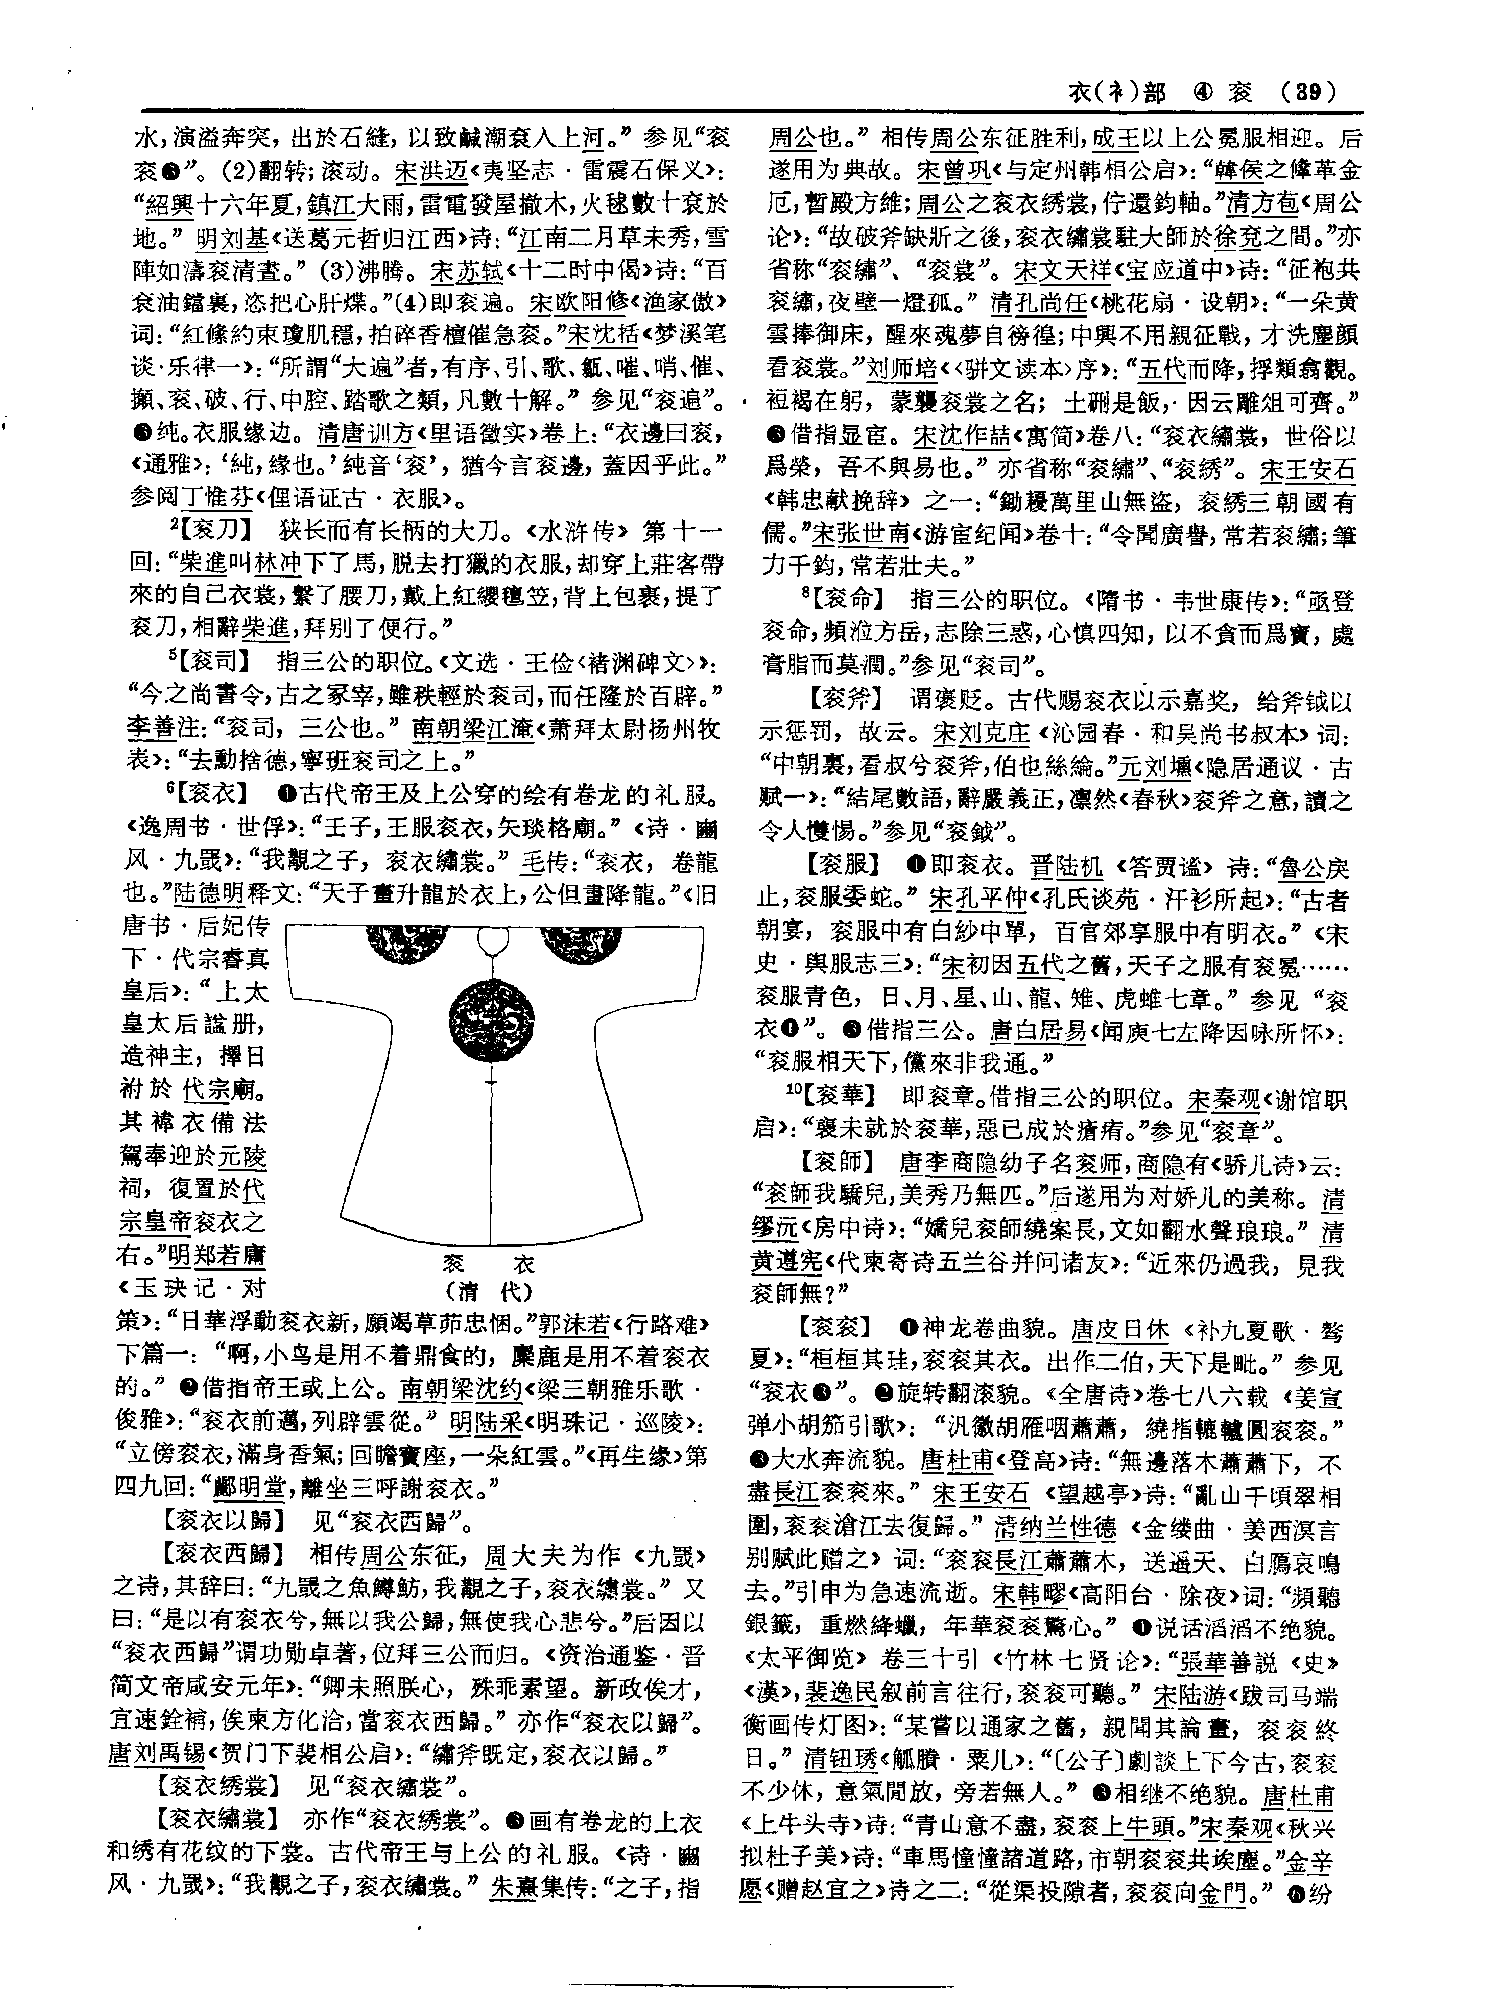 衣(衤)部 ④ 衮 (39)
水,演溢奔突，出於石縫，以致鹹潮衮入上河。”参见“衮
衮❸”。(2)翻转;滚动。宋洪迈《夷坚志·雷震石保义》:
“紹興十六年夏,鎮江大雨,雷電發屋撤木,火毬數十衮於
地。”明刘基《送葛元哲归江西》诗:“江南二月草未秀,雪
陣如濤衮清晝。”(3)沸腾。宋苏轼《十二时中偈》诗:“百
衮油鐺裏,恣把心肝煠。”(4)即衮遍。宋欧阳修《渔家傲》
词:“紅絛約束瓊肌穩,拍碎香檀催急衮。”宋沈括《梦溪笔
谈·乐律一》:“所謂“大遍”者,有序、引、歌、㽃、嗺、哨、催、
攧、衮、破、行、中腔、踏歌之類,凡數十解。”参见“衮遍”。
❸纯。衣服缘边。清唐训方《里语徵实》卷上:“衣邊曰衮,
《通雅》:‘純,緣也。’純音‘衮’，猶今言衮邊,蓋因乎此。”
参阅丁惟芬《俚语证古·衣服》。
²【衮刀】 狭长而有长柄的大刀。《水浒传》第十一
回:“柴進叫林冲下了馬,脱去打獵的衣服,却穿上莊客帶
來的自己衣裳,繫了腰刀,戴上紅纓氊笠,背上包裹,提了
衮刀,相辭柴進,拜别了便行。”
⁵【衮司】 指三公的职位。《文选·王俭〈褚渊碑文〉》:
“今之尚書令,古之冢宰,雖秩輕於衮司,而任隆於百辟。”
李善注:“衮司，三公也。”南朝梁江淹《萧拜太尉扬州牧
表》:“去勳捨德,寧班衮司之上。”
⁶【衮衣】 ❶古代帝王及上公穿的绘有卷龙的礼服。
《逸周书·世俘》:“壬子,王服衮衣,矢琰格廟。”《诗·豳
风·九罭》:“我覯之子，衮衣繡裳。”毛传:“衮衣，卷龍
也。”陆德明释文:“天子畫升龍於衣上,公但畫降龍。”《旧
唐书·后妃传
下·代宗睿真
皇后》:“上太
皇太后諡册,
造神主，擇日
祔於代宗廟。
其褘衣備法
駕奉迎於元陵
祠，復置於代
宗皇帝衮衣之
右。”明郑若庸
《玉玦记·对
衮 衣
(清 代)
策》:“日華浮動衮衣新,願竭草茆忠悃。”郭沫若《行路难》
下篇一:“啊,小鸟是用不着鼎食的，麋鹿是用不着衮衣
的。”❷借指帝王或上公。南朝梁沈约《梁三朝雅乐歌·
俊雅》:“衮衣前邁,列辟雲從。”明陆采《明珠记·巡陵》:
“立傍衮衣,滿身香氣;回瞻寶座,一朵紅雲。”《再生缘》第
四九回:“酈明堂,離坐三呼謝衮衣。”
【衮衣以歸】 见“衮衣西歸”。
【衮衣西歸】 相传周公东征，周大夫为作《九罭》
之诗,其辞曰:“九罭之魚鱒魴,我覯之子,衮衣繡裳。”又
曰:“是以有衮衣兮,無以我公歸,無使我心悲兮。”后因以
“衮衣西歸”谓功勋卓著,位拜三公而归。《资治通鉴·晋
简文帝咸安元年》:“卿未照朕心，殊乖素望。新政俟才,
宜速銓補,俟東方化洽,當衮衣西歸。”亦作“衮衣以歸”。
唐刘禹锡《贺门下裴相公启》:“繡斧既定,衮衣以歸。”
【衮衣绣裳】 见“衮衣繡裳”。
【衮衣繡裳】 亦作“衮衣绣裳”。❶画有卷龙的上衣
和绣有花纹的下裳。古代帝王与上公的礼服。《诗·豳
风·九罭》:“我覯之子,衮衣繡裳。”朱熹集传:“之子,指
周公也。”相传周公东征胜利,成王以上公冕服相迎。后
遂用为典故。宋曾巩《与定州韩相公启》:“韓侯之鞗革金
厄,暫殿方維;周公之衮衣绣裳,佇還鈞軸。”清方苞《周公
论》:“故破斧缺斨之後,衮衣繡裳駐大師於徐兗之間。”亦
省称“衮繡”、“衮裳”。宋文天祥《宝应道中》诗:“征袍共
衮繡,夜壁一燈孤。”清孔尚任《桃花扇·设朝》:“一朵黄
雲捧御床，醒來魂夢自徬徨;中興不用親征戰，才洗塵顔
看衮裳。”刘师培《〈骈文读本〉序》:“五代而降,捊類翕觀。
裋褐在躬，蒙襲衮裳之名;土硎是飯,因云雕俎可齊。”
❷借指显宦。宋沈作喆《寓简》卷八:“衮衣繡裳，世俗以
爲榮，吾不與易也。”亦省称“衮繡”、“衮绣”。宋王安石
《韩忠献挽辞》之一:“鋤耰萬里山無盗，衮绣三朝國有
儒。”宋张世南《游宦纪闻》卷十:“令聞廣譽,常若衮繡;筆
力千鈞,常若壯夫。”
⁸【衮命】 指三公的职位。《隋书·韦世康传》:“亟登
衮命,頻涖方岳,志除三惑,心慎四知，以不貪而爲寶，處
膏脂而莫潤。”参见“衮司”。
【衮斧】 谓褒贬。古代赐衮衣以示嘉奖，给斧钺以
示惩罚，故云。宋刘克庄《沁园春·和吴尚书叔本》词:
“中朝裏,看叔兮衮斧,伯也絲綸。”元刘壎《隐居通议·古
赋一》:“結尾數語,辭嚴義正,凛然《春秋》衮斧之意,讀之
令人慢惕。”参见“衮鉞”。
【衮服】 ❶即衮衣。晋陆机《答贾谧》诗:“魯公戾
止,衮服委蛇。”宋孔平仲《孔氏谈苑·汗衫所起》:“古者
朝宴，衮服中有白紗中單，百官郊享服中有明衣。”《宋
史·舆服志三》:“宋初因五代之舊,天子之服有衮冕……
衮服青色，日、月、星、山、龍、雉、虎蜼七章。”参见“衮
衣❶”。❷借指三公。唐白居易《闻庾七左降因咏所怀》:
“衮服相天下,儻來非我通。”
¹⁰【衮華】 即衮章。借指三公的职位。宋秦观《谢馆职
启》:“褒未就於衮華,惡已成於瘡痏。”参见“衮章”。
【衮師】 唐李商隐幼子名衮师,商隐有《骄儿诗》云:
“衮師我驕兒,美秀乃無匹。”后遂用为对娇儿的美称。清
缪沅《房中诗》:“嬌兒衮師繞案長,文如翻水聲琅琅。”清
黄遵宪《代柬寄诗五兰谷并问诸友》:“近來仍過我，見我
衮師無?”
【衮衮】 ❶神龙卷曲貌。唐皮日休《补九夏歌·骜
夏》:“桓桓其珪,衮衮其衣。出作二伯,天下是毗。”参见
“衮衣❶”。❷旋转翻滚貌。《全唐诗》卷七八六载《姜宣
弹小胡笳引歌》:“汎徽胡雁咽蕭蕭，繞指轆轤圓衮衮。”
❸大水奔流貌。唐杜甫《登高》诗:“無邊落木蕭蕭下，不
盡長江衮衮來。”宋王安石《望越亭》诗:“亂山千頃翠相
圍,衮衮滄江去復歸。”清纳兰性德《金缕曲·姜西溟言
别赋此赠之》词:“衮衮長江蕭蕭木，送遥天、白鴈哀鳴
去。”引申为急速流逝。宋韩疁《高阳台·除夜》词:“頻聽
銀籤，重燃絳蠟，年華衮衮驚心。”❹说话滔滔不绝貌。
《太平御览》卷三十引《竹林七贤论》:“張華善説《史》
《漢》,裴逸民叙前言往行,衮衮可聽。”宋陆游《跋司马端
衡画传灯图》:“某嘗以通家之舊，親聞其論畫，衮衮終
日。”清钮琇《觚賸·粟儿》:“〔公子〕劇談上下今古,衮衮
不少休，意氣閒放，旁若無人。”❺相继不绝貌。唐杜甫
《上牛头寺》诗:“青山意不盡,衮衮上牛頭。”宋秦观《秋兴
拟杜子美》诗:“車馬憧憧諸道路,市朝衮衮共埃塵。”金辛
愿《赠赵宜之》诗之二:“從渠投隙者,衮衮向金門。”❻纷